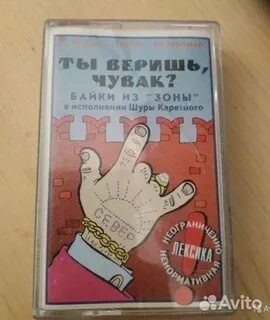 ТЫ ВЕРИШЬ,
ЧУВАК?
БАЙКИ ИЗ "ЗОНЫ"
в исполнении Шуры Каретного
СЕВЕР
НЕОГРАНИЧЕННО
ЛЕКСИКА
НЕНОРМАТИВНАЯ
Avito